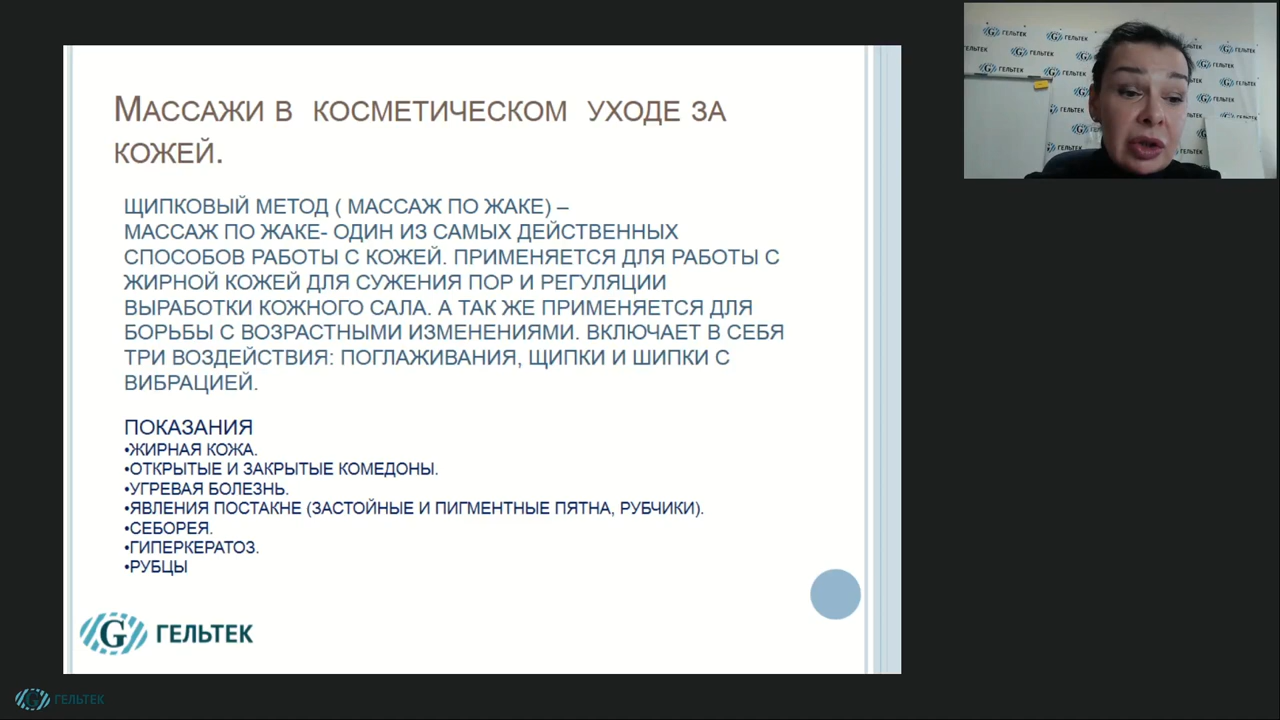 Массажи в косметическом уходе за
кожей.
ЩИПКОВЫЙ МЕТОД ( МАССАЖ ПО ЖАКЕ) –
МАССАЖ ПО ЖАКЕ- ОДИН ИЗ САМЫХ ДЕЙСТВЕННЫХ
СПОСОБОВ РАБОТЫ С КОЖЕЙ. ПРИМЕНЯЕТСЯ ДЛЯ РАБОТЫ С
ЖИРНОЙ КОЖЕЙ ДЛЯ СУЖЕНИЯ ПОР И РЕГУЛЯЦИИ
ВЫРАБОТКИ КОЖНОГО САЛА. А ТАК ЖЕ ПРИМЕНЯЕТСЯ ДЛЯ
БОРЬБЫ С ВОЗРАСТНЫМИ ИЗМЕНЕНИЯМИ. ВКЛЮЧАЕТ В СЕБЯ
ТРИ ВОЗДЕЙСТВИЯ: ПОГЛАЖИВАНИЯ, ЩИПКИ И ШИПКИ С
ВИБРАЦИЕЙ.
ПОКАЗАНИЯ
•ЖИРНАЯ КОЖА.
•ОТКРЫТЫЕ И ЗАКРЫТЫЕ КОМЕДОНЫ.
•УГРЕВАЯ БОЛЕЗНЬ.
•ЯВЛЕНИЯ ПОСТАКНЕ (ЗАСТОЙНЫЕ И ПИГМЕНТНЫЕ ПЯТНА, РУБЧИКИ).
•СЕБОРЕЯ.
•ГИПЕРКЕРАТОЗ.
•РУБЦЫ
G ГЕЛЬТЕК
G ГЕЛЬТЕК